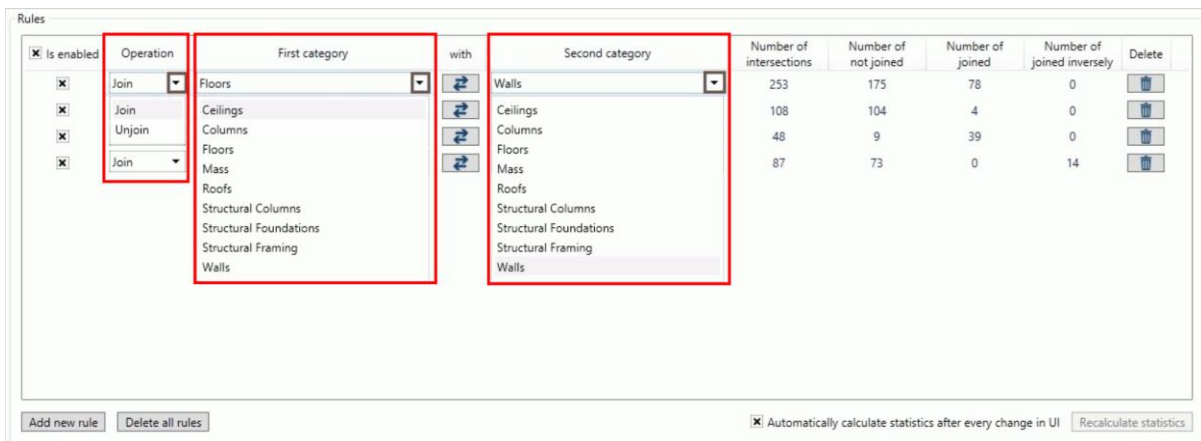 Rules
Is enabled Operation First category with Second category Number of intersections Number of not joined Number of joined Number of joined inversely Delete
Join Floors Walls 253 175 78 0
Join Ceilings Ceilings 108 104 4 0
Unjoin Columns Columns 48 9 39 0
Floors Floors
Join Mass Mass 87 73 0 14
Roofs Roofs
Structural Columns Structural Columns
Structural Foundations Structural Foundations
Structural Framing Structural Framing
Walls Walls
Add new rule Delete all rules Automatically calculate statistics after every change in UI Recalculate statistics